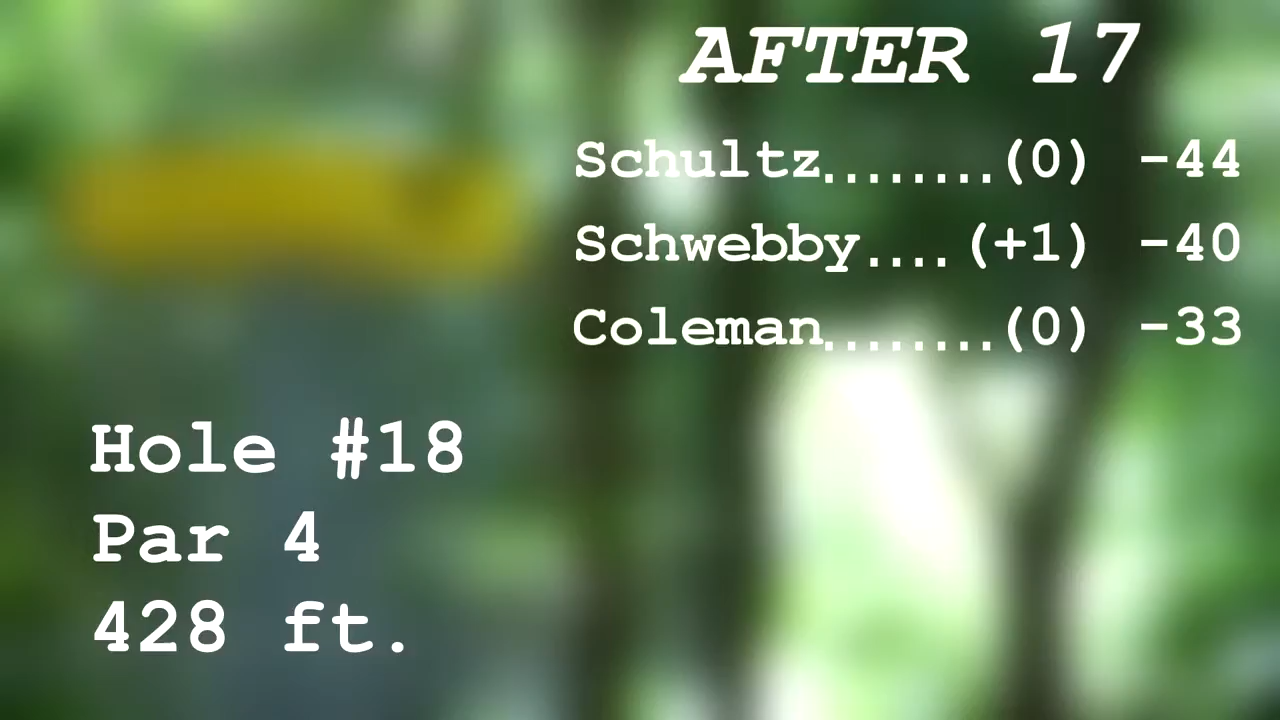 AFTER 17
Schultz........(0) -44
Schwebby....(+1) -40
Coleman........(0) -33
Hole #18
Par 4
428 ft.